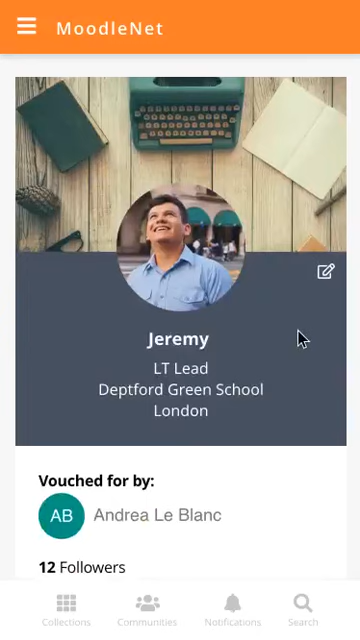 MoodleNet
Jeremy
LT Lead
Deptford Green School
London
Vouched for by:
AB Andrea Le Blanc
12 Followers
Collections Communities Notifications Search